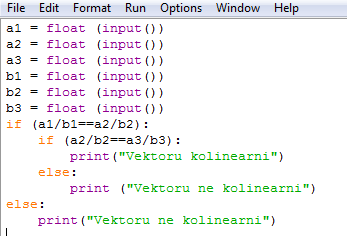 File Edit Format Run Options Window Help
a1 = float (input())
a2 = float (input())
a3 = float (input())
b1 = float (input())
b2 = float (input())
b3 = float (input())
if (a1/b1==a2/b2):
    if (a2/b2==a3/b3):
        print("Vektoru kolinearni")
    else:
        print ("Vektoru ne kolinearni")
else:
    print("Vektoru ne kolinearni")